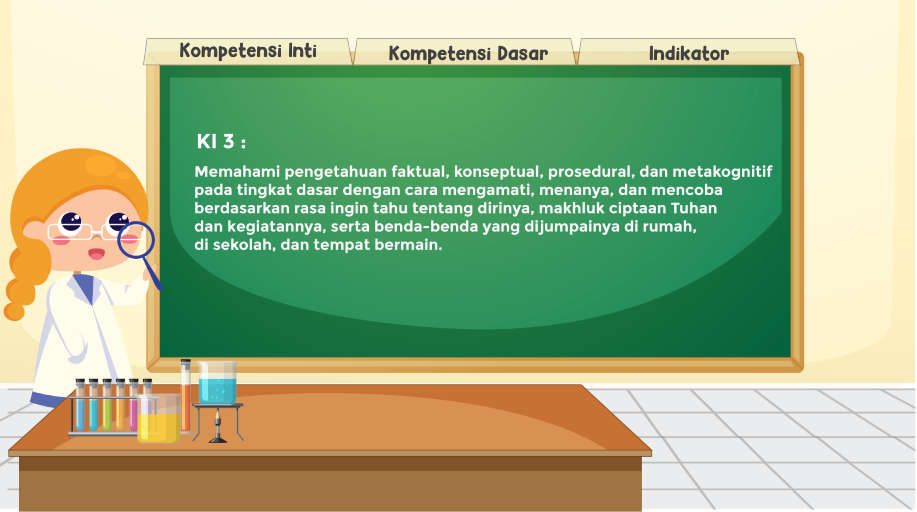 Kompetensi Inti
Kompetensi Dasar
Indikator
KI 3 :
Memahami pengetahuan faktual, konseptual, prosedural, dan metakognitif
pada tingkat dasar dengan cara mengamati, menanya, dan mencoba
berdasarkan rasa ingin tahu tentang dirinya, makhluk ciptaan Tuhan
dan kegiatannya, serta benda-benda yang dijumpainya di rumah,
di sekolah, dan tempat bermain.